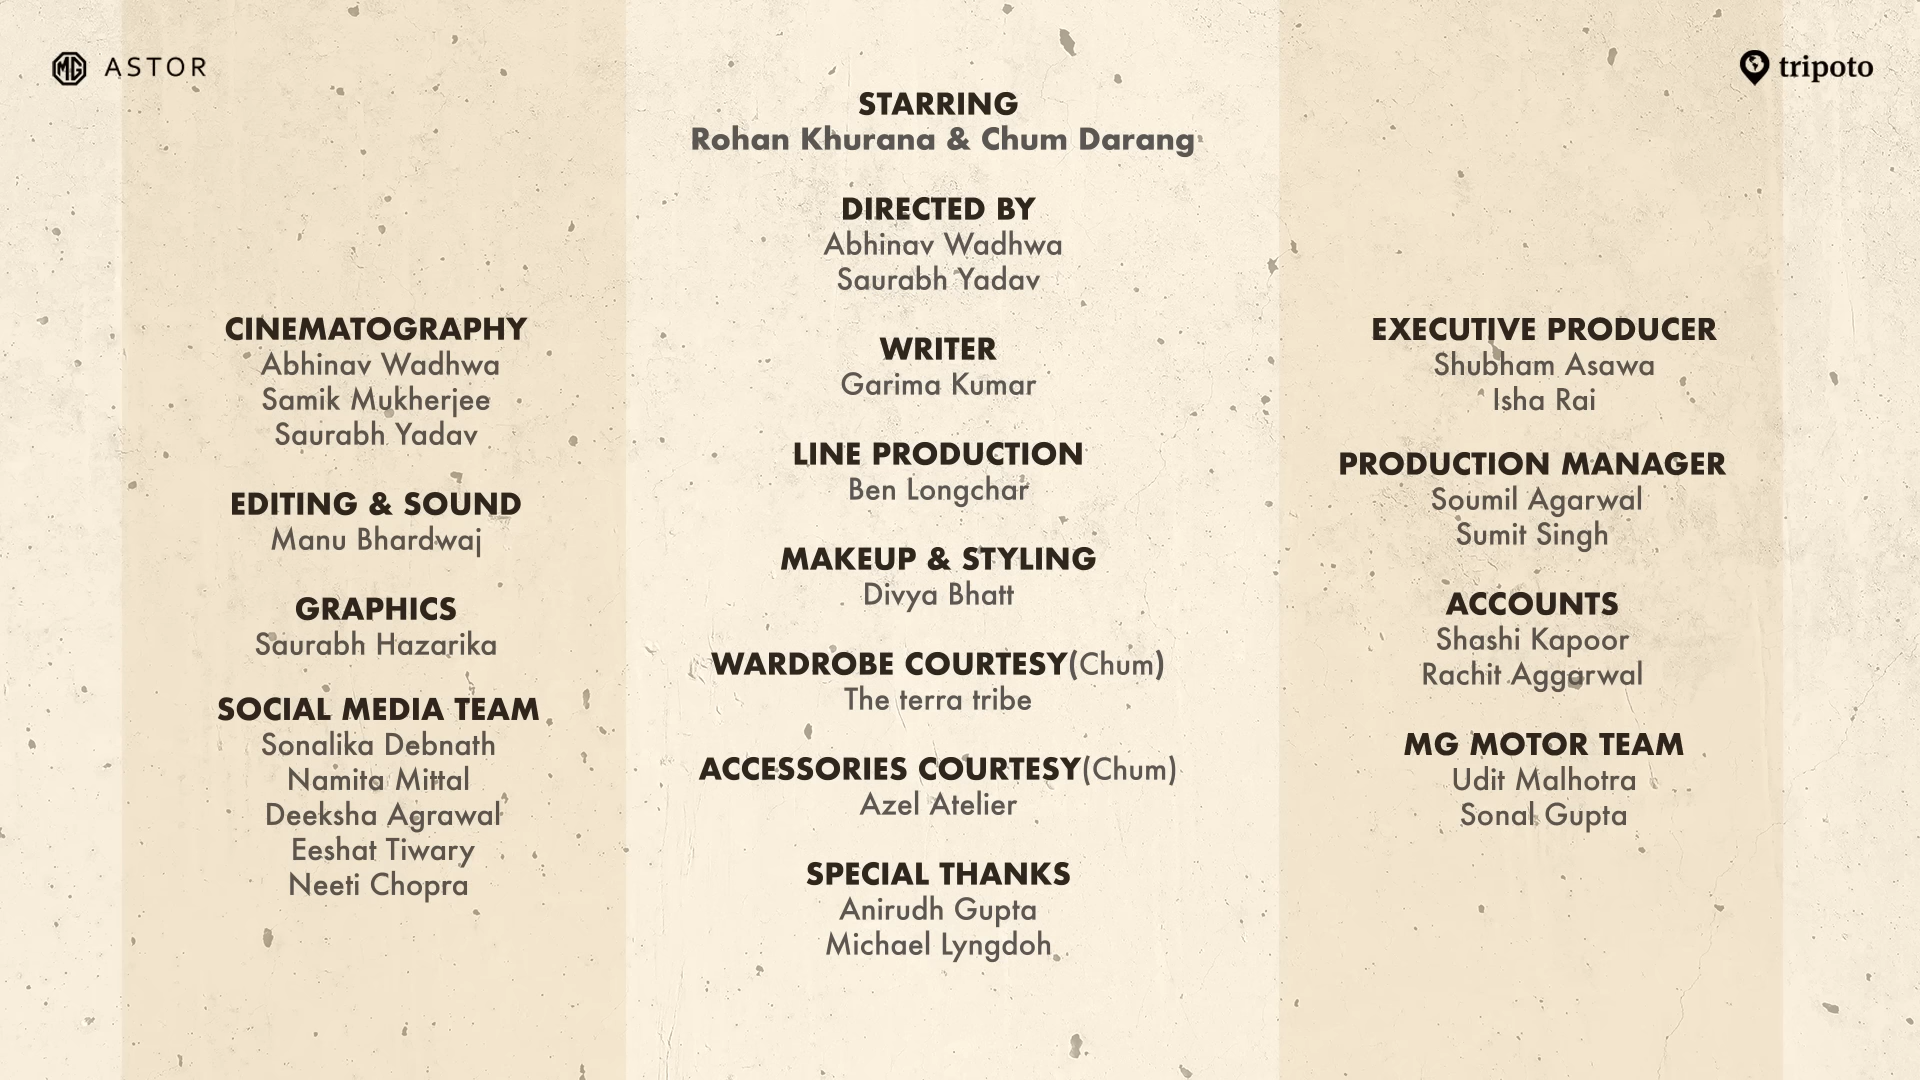 MG ASTOR
tripoto
STARRING
Rohan Khurana & Chum Darang
DIRECTED BY
Abhinav Wadhwa
Saurabh Yadav
WRITER
Garima Kumar
LINE PRODUCTION
Ben Longchar
MAKEUP & STYLING
Divya Bhatt
WARDROBE COURTESY(Chum)
The terra tribe
ACCESSORIES COURTESY(Chum)
Azel Atelier
SPECIAL THANKS
Anirudh Gupta
Michael Lyngdoh
CINEMATOGRAPHY
Abhinav Wadhwa
Samik Mukherjee
Saurabh Yadav
EDITING & SOUND
Manu Bhardwaj
GRAPHICS
Saurabh Hazarika
SOCIAL MEDIA TEAM
Sonalika Debnath
Namita Mittal
Deeksha Agrawal
Eeshat Tiwary
Neeti Chopra
EXECUTIVE PRODUCER
Shubham Asawa
Isha Rai
PRODUCTION MANAGER
Soumil Agarwal
Sumit Singh
ACCOUNTS
Shashi Kapoor
Rachit Aggarwal
MG MOTOR TEAM
Udit Malhotra
Sonal Gupta